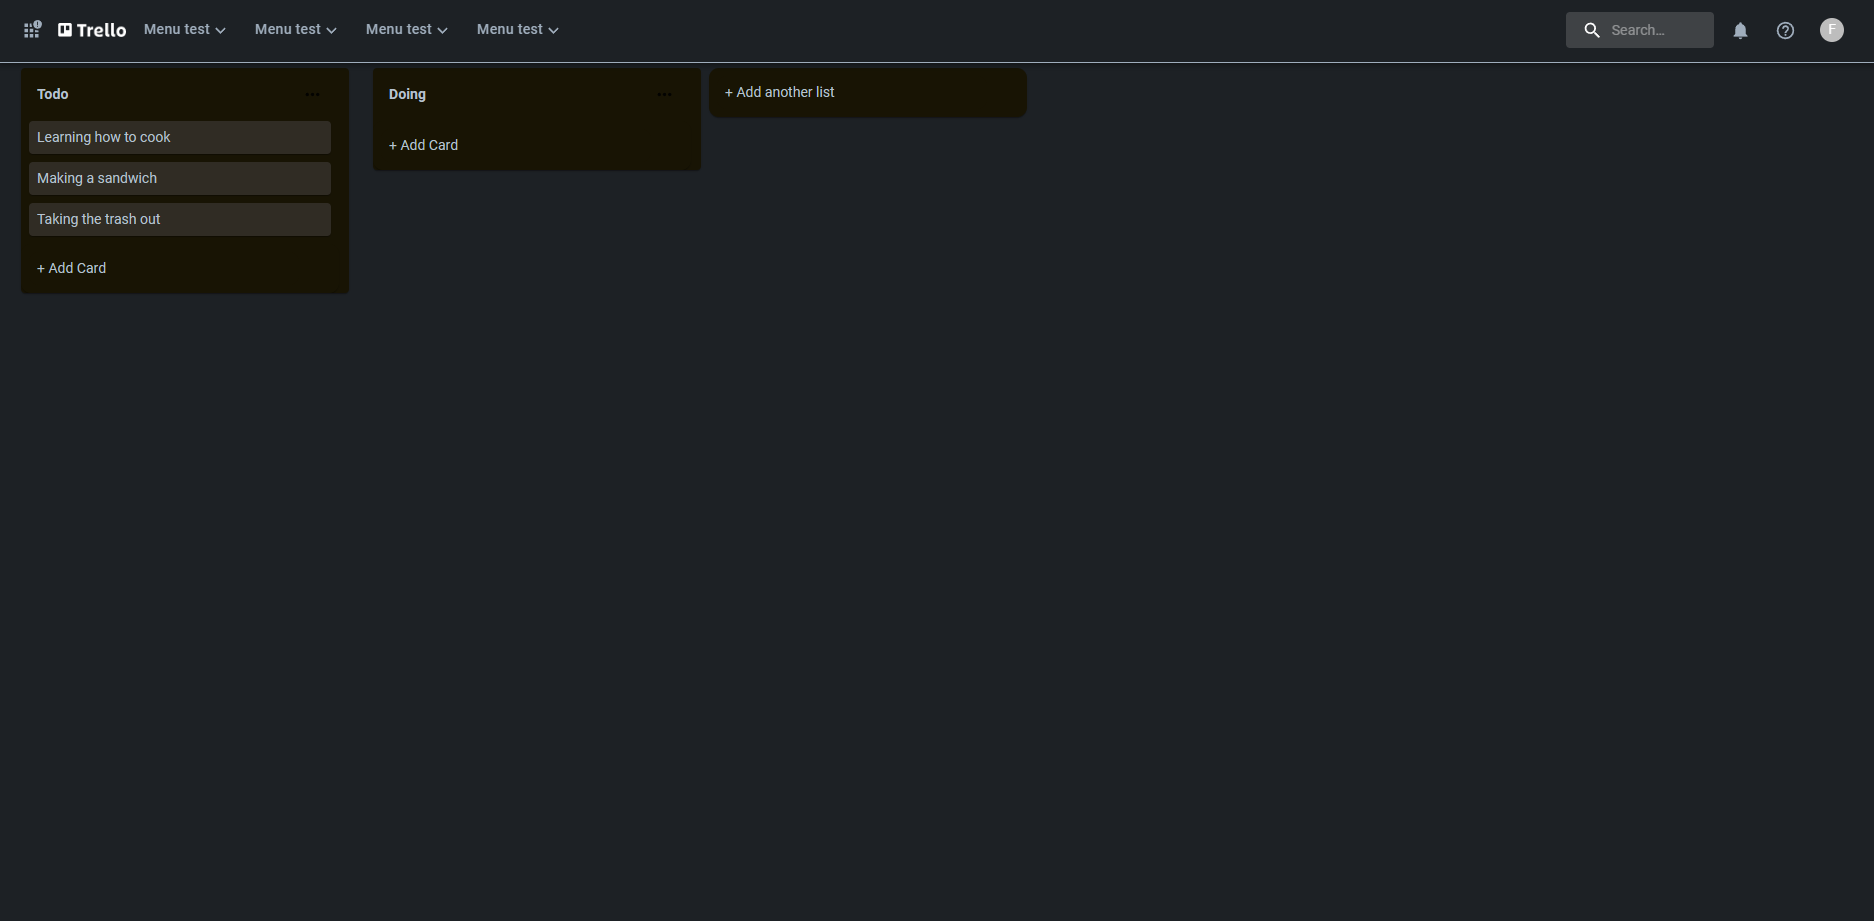 Trello
Menu test
Menu test
Menu test
Menu test
Search...
F
Todo
Learning how to cook
Making a sandwich
Taking the trash out
+ Add Card
Doing
+ Add Card
+ Add another list